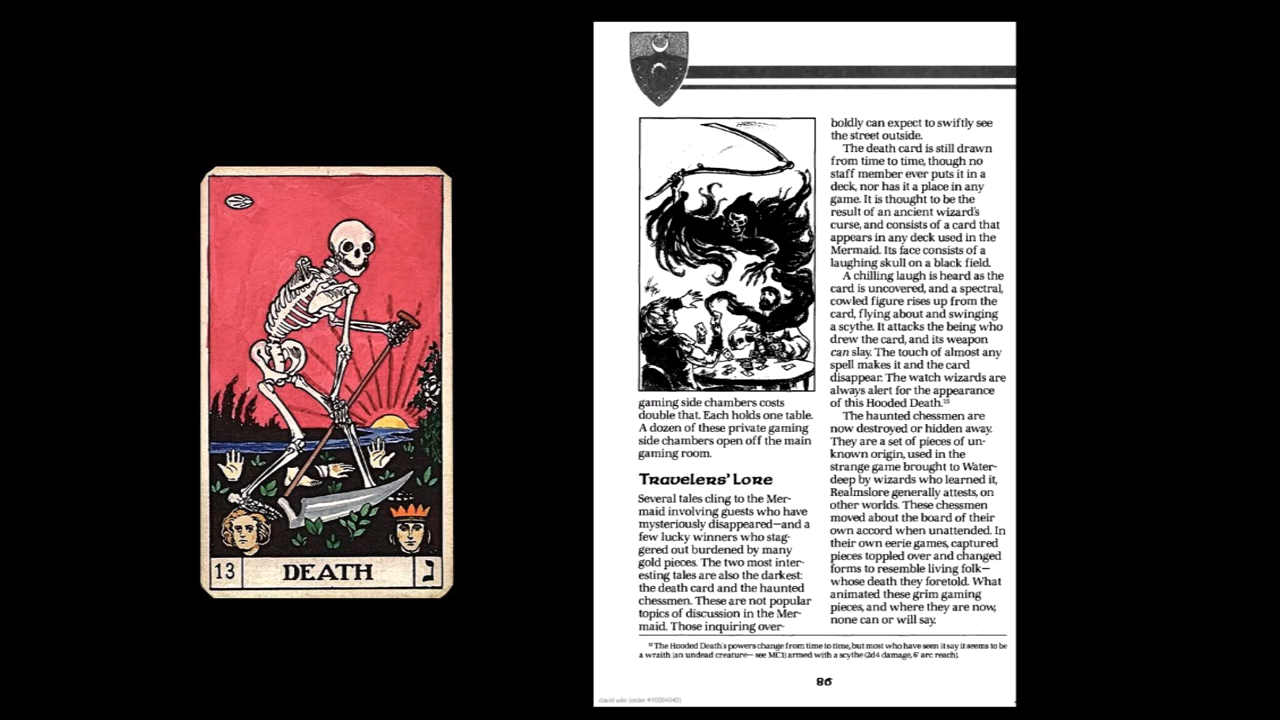 13
DEATH
נ
gaming side chambers costs
double that. Each holds one table.
A dozen of these private gaming
side chambers open off the main
gaming room.
Travelers' Lore
Several tales cling to the Mer-
maid involving guests who have
mysteriously disappeared—and a
few lucky winners who stag-
gered out burdened by many
gold pieces. The two most inter-
esting tales are also the darkest:
the death card and the haunted
chessmen. These are not popular
topics of discussion in the Mer-
maid. Those inquiring over-
boldly can expect to swiftly see
the street outside.
The death card is still drawn
from time to time, though no
staff member ever puts it in a
deck, nor has it a place in any
game. It is thought to be the
result of an ancient wizard's
curse, and consists of a card that
appears in any deck used in the
Mermaid. Its face consists of a
laughing skull on a black field.
A chilling laugh is heard as the
card is uncovered, and a spectral,
cowled figure rises up from the
card, flying about and swinging
a scythe. It attacks the being who
drew the card, and its weapon
can slay. The touch of almost any
spell makes it and the card
disappear. The watch wizards are
always alert for the appearance
of this Hooded Death.¹⁵
The haunted chessmen are
now destroyed or hidden away.
They are a set of pieces of un-
known origin, used in the
strange game brought to Water-
deep by wizards who learned it,
Realmslore generally attests, on
other worlds. These chessmen
moved about the board of their
own accord when unattended. In
their own eerie games, captured
pieces toppled over and changed
forms to resemble living folk—
whose death they foretold. What
animated these grim gaming
pieces, and where they are now,
none can or will say.
¹⁵ The Hooded Death's powers change from time to time, but most who have seen it say it seems to be
a wraith (an undead creature— see MC1) armed with a scythe (2d4 damage, 6' arc reach).
86